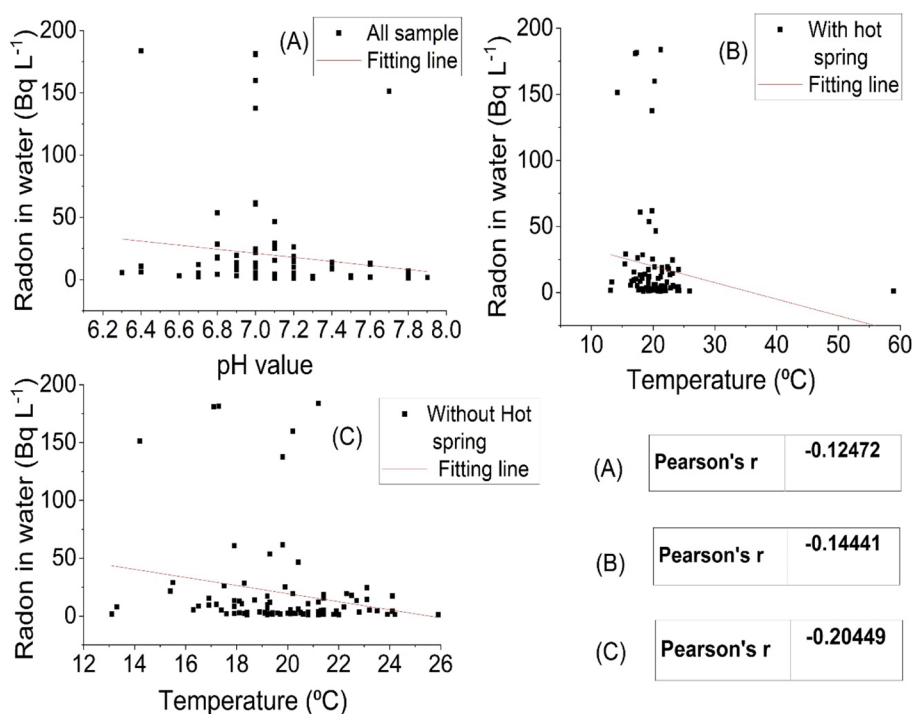 (A)
All sample
Fitting line
Radon in water (Bq L⁻¹)
200
150
100
50
0
6.2 6.4 6.6 6.8 7.0 7.2 7.4 7.6 7.8 8.0
pH value
(B)
With hot
spring
Fitting line
Radon in water (Bq L⁻¹)
200
150
100
50
0
10 20 30 40 50 60
Temperature (ºC)
(C)
Without Hot
spring
Fitting line
Radon in water (Bq L⁻¹)
200
150
100
50
0
12 14 16 18 20 22 24 26
Temperature (ºC)
(A) Pearson's r -0.12472
(B) Pearson's r -0.14441
(C) Pearson's r -0.20449